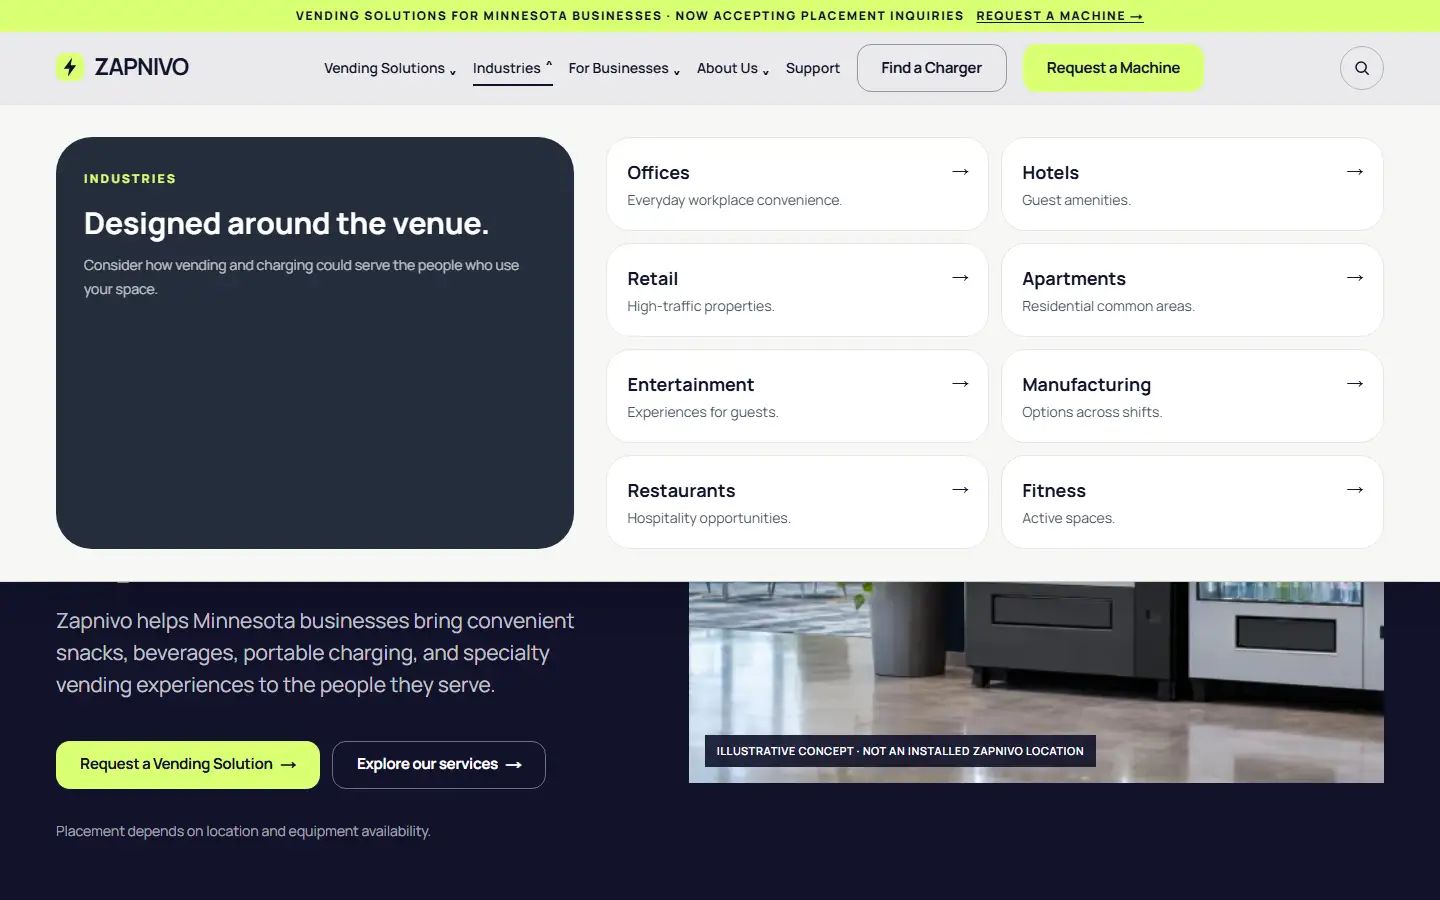 VENDING SOLUTIONS FOR MINNESOTA BUSINESSES · NOW ACCEPTING PLACEMENT INQUIRIES REQUEST A MACHINE →
ZAPNIVO
Vending Solutions
Industries
For Businesses
About Us
Support
Find a Charger
Request a Machine
INDUSTRIES
Designed around the venue.
Consider how vending and charging could serve the people who use
your space.
Offices →
Everyday workplace convenience.
Hotels →
Guest amenities.
Retail →
High-traffic properties.
Apartments →
Residential common areas.
Entertainment →
Experiences for guests.
Manufacturing →
Options across shifts.
Restaurants →
Hospitality opportunities.
Fitness →
Active spaces.
Zapnivo helps Minnesota businesses bring convenient
snacks, beverages, portable charging, and specialty
vending experiences to the people they serve.
Request a Vending Solution →
Explore our services →
Placement depends on location and equipment availability.
ILLUSTRATIVE CONCEPT · NOT AN INSTALLED ZAPNIVO LOCATION